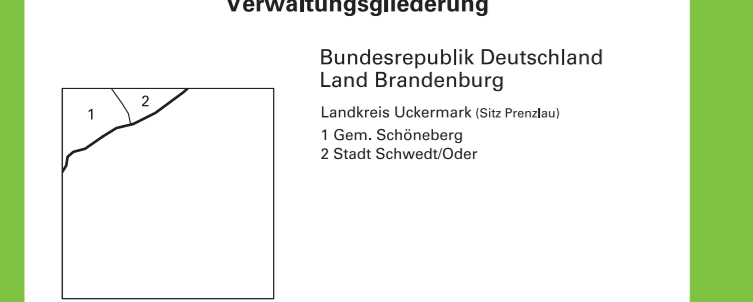 Verwaltungsgliederung
Bundesrepublik Deutschland
Land Brandenburg
Landkreis Uckermark (Sitz Prenzlau)
1 Gem. Schöneberg
2 Stadt Schwedt/Oder
1
2